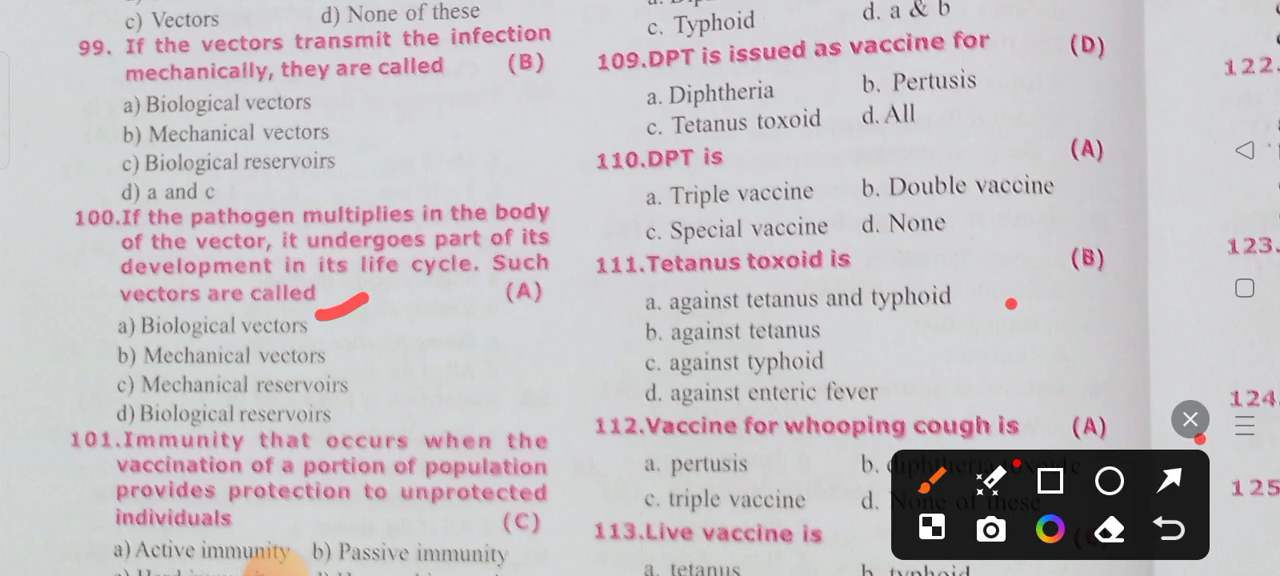 c) Vectors d) None of these
99. If the vectors transmit the infection
mechanically, they are called (B)
a) Biological vectors
b) Mechanical vectors
c) Biological reservoirs
d) a and c
100.If the pathogen multiplies in the body
of the vector, it undergoes part of its
development in its life cycle. Such
vectors are called (A)
a) Biological vectors
b) Mechanical vectors
c) Mechanical reservoirs
d) Biological reservoirs
101.Immunity that occurs when the
vaccination of a portion of population
provides protection to unprotected
individuals (C)
a) Active immunity b) Passive immunity
c. Typhoid d. a & b
109.DPT is issued as vaccine for (D)
a. Diphtheria b. Pertusis
c. Tetanus toxoid d. All
110.DPT is (A)
a. Triple vaccine b. Double vaccine
c. Special vaccine d. None
111.Tetanus toxoid is (B)
a. against tetanus and typhoid
b. against tetanus
c. against typhoid
d. against enteric fever
112.Vaccine for whooping cough is (A)
a. pertusis b. diphtheria
c. triple vaccine d. None of these
113.Live vaccine is
a. tetanus b. typhoid
122.
123.
124.
125